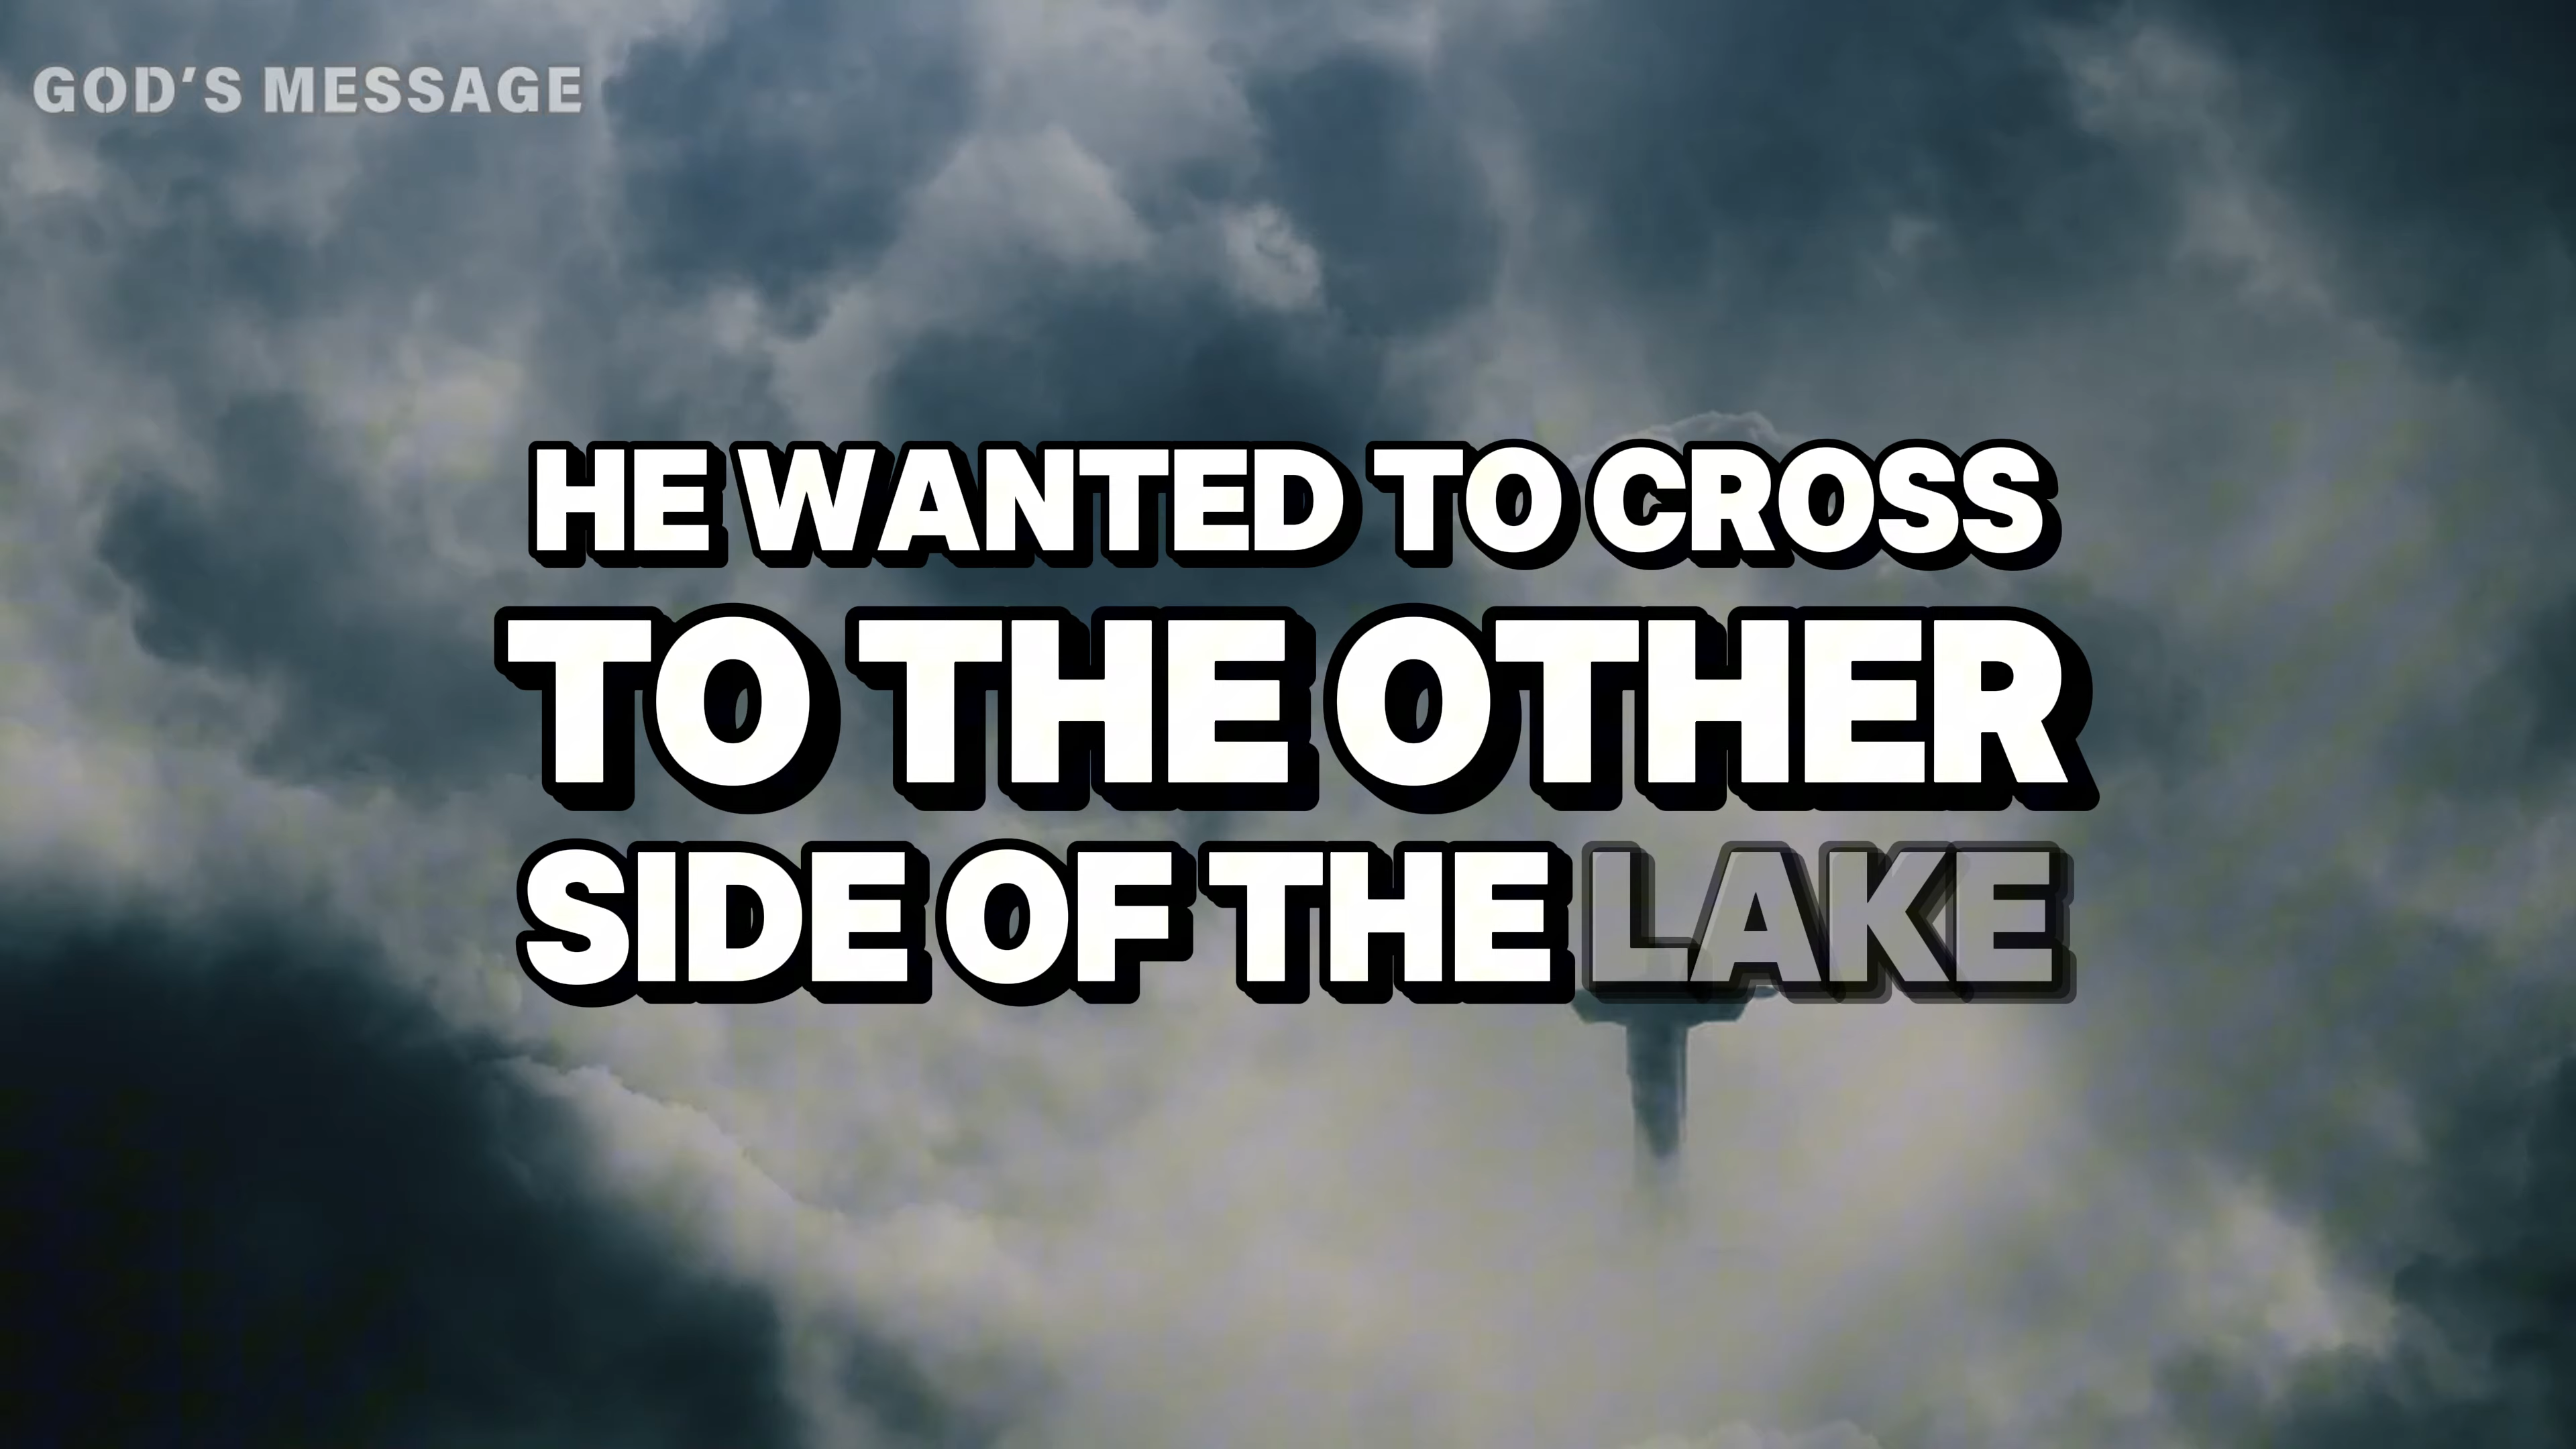 GOD'S MESSAGE
HE WANTED TO CROSS
TO THE OTHER
SIDE OF THE LAKE